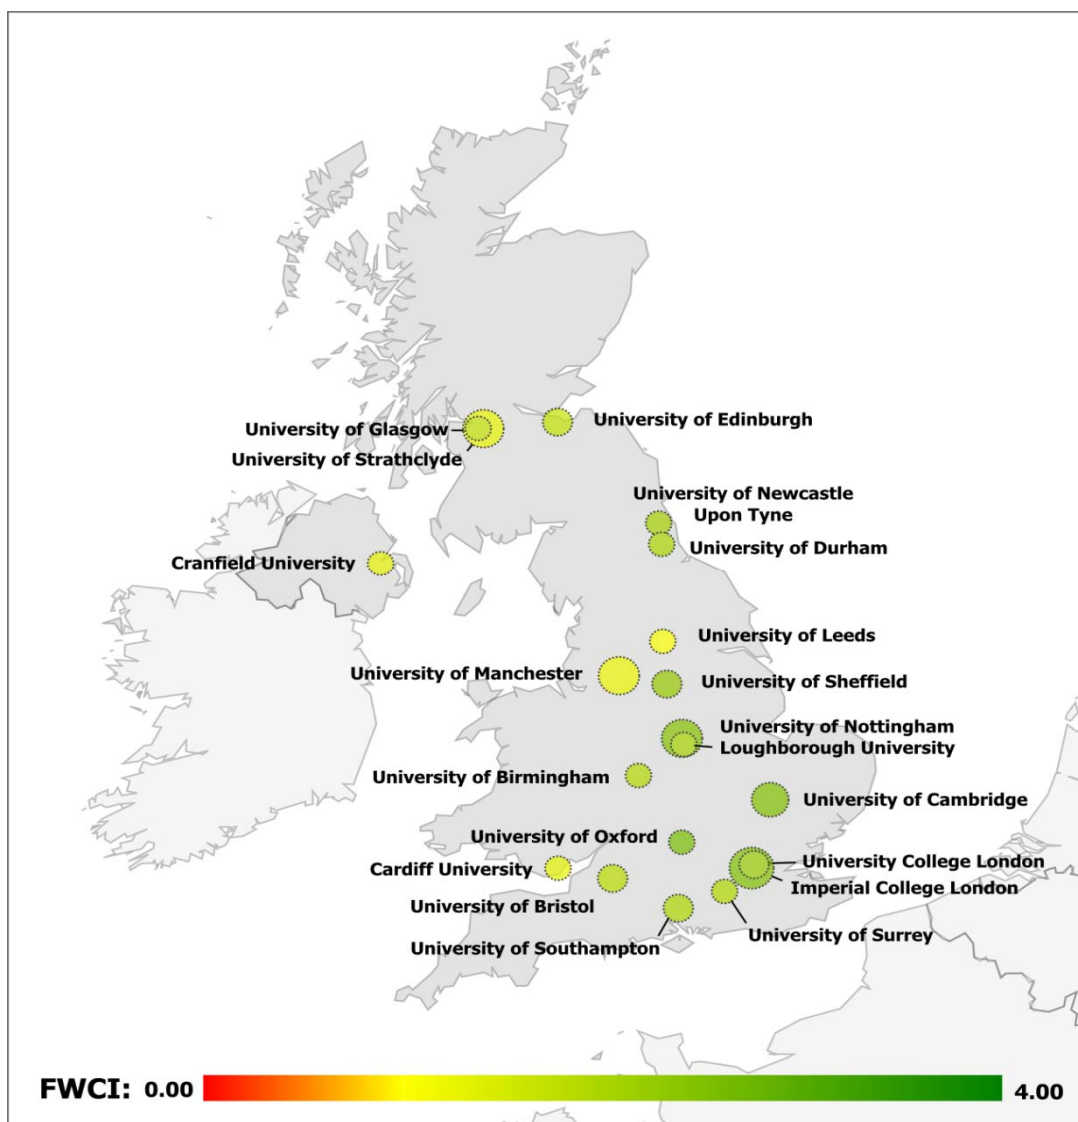 University of Edinburgh
University of Glasgow
University of Strathclyde
University of Newcastle
Upon Tyne
University of Durham
Cranfield University
University of Leeds
University of Manchester
University of Sheffield
University of Nottingham
Loughborough University
University of Birmingham
University of Cambridge
University of Oxford
University College London
Cardiff University
Imperial College London
University of Bristol
University of Surrey
University of Southampton
FWCI: 0.00 4.00